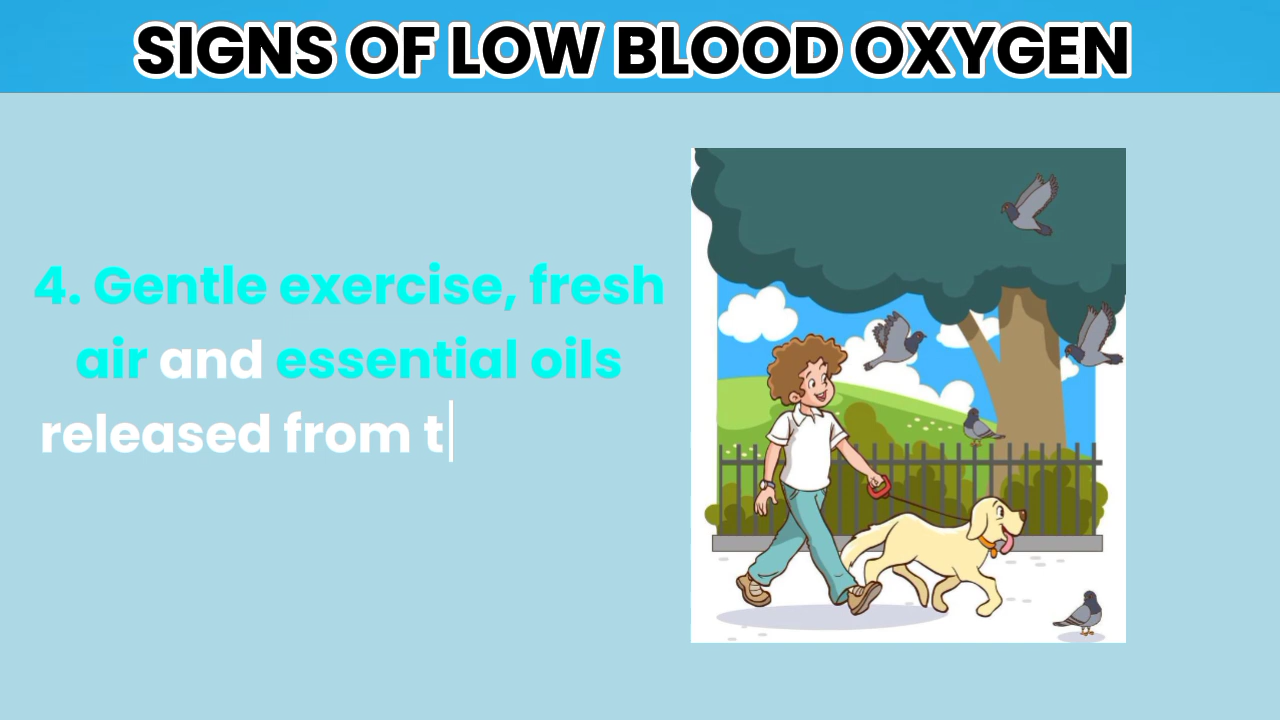 SIGNS OF LOW BLOOD OXYGEN
4. Gentle exercise, fresh
air and essential oils
released from t